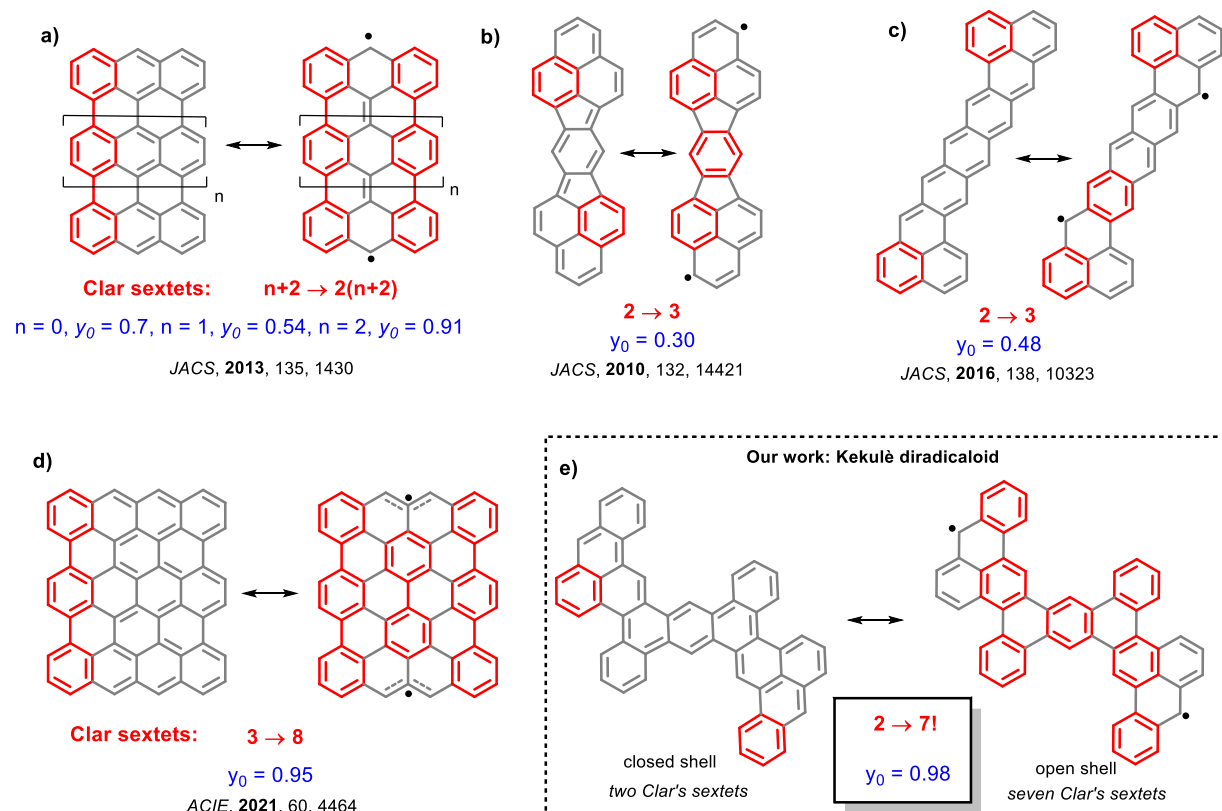 a)
n
n
Clar sextets: n+2 → 2(n+2)
n = 0, y0 = 0.7, n = 1, y0 = 0.54, n = 2, y0 = 0.91
JACS, 2013, 135, 1430
b)
2 → 3
y0 = 0.30
JACS, 2010, 132, 14421
c)
2 → 3
y0 = 0.48
JACS, 2016, 138, 10323
d)
Clar sextets: 3 → 8
y0 = 0.95
ACIE, 2021, 60, 4464
Our work: Kekulè diradicaloid
e)
closed shell
two Clar's sextets
2 → 7!
y0 = 0.98
open shell
seven Clar's sextets